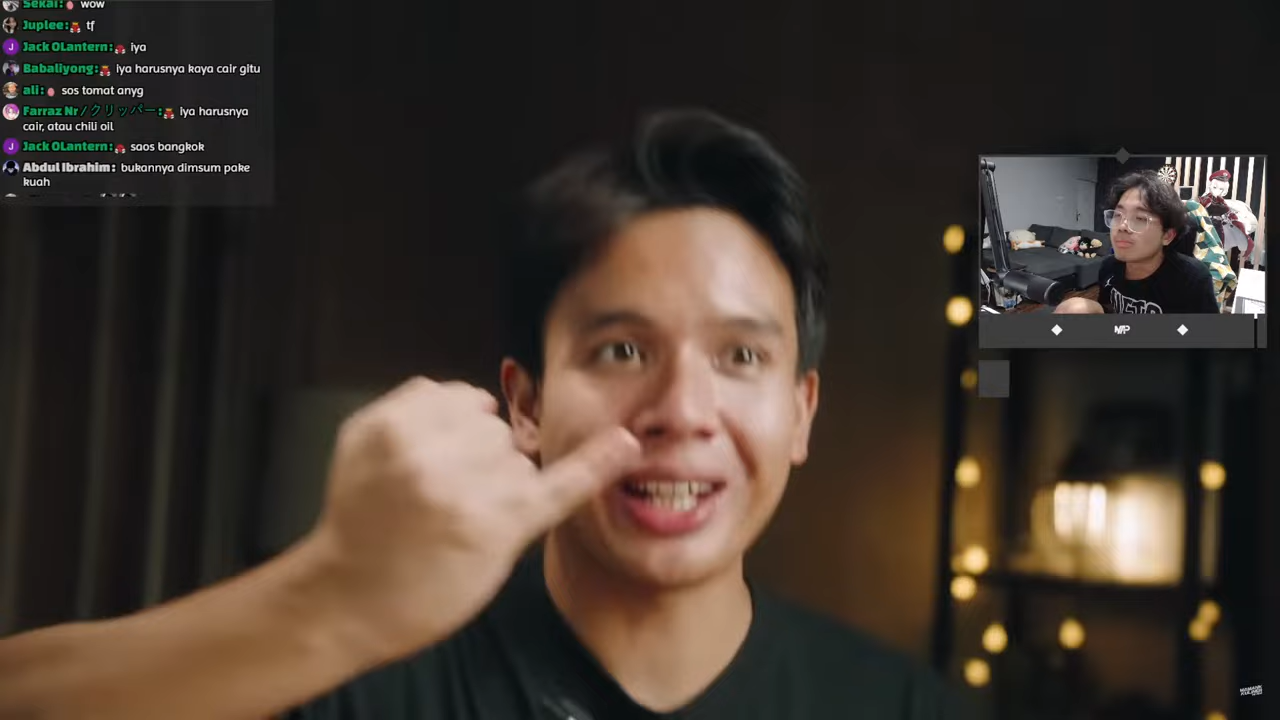 Sekai: wow
Juplee: tf
J Jack OLantern: iya
Babaliyong: iya harusnya kaya cair gitu
ali: sos tomat anyg
Farraz Nr/クリッパー: iya harusnya
cair, atau chili oil
J Jack OLantern: saos bangkok
Abdul Ibrahim: bukannya dimsum pake
kuah